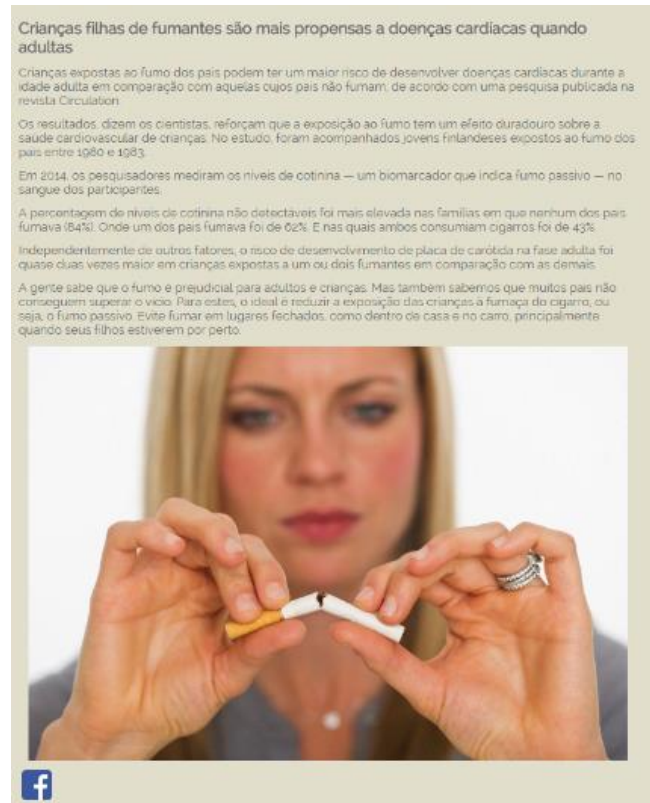 Crianças filhas de fumantes são mais propensas a doenças cardíacas quando
adultas
Crianças expostas ao fumo dos pais podem ter um maior risco de desenvolver doenças cardíacas durante a
idade adulta em comparação com aquelas cujos pais não fumam, de acordo com uma pesquisa publicada na
revista Circulation.
Os resultados, dizem os cientistas, reforçam que a exposição ao fumo tem um efeito duradouro sobre a
saúde cardiovascular de crianças. No estudo, foram acompanhados jovens finlandeses expostos ao fumo dos
pais entre 1980 e 1983.
Em 2014, os pesquisadores mediram os níveis de cotinina — um biomarcador que indica fumo passivo — no
sangue dos participantes.
A percentagem de níveis de cotinina não detectáveis foi mais elevada nas famílias em que nenhum dos pais
fumava (84%). Onde um dos pais fumava foi de 62%. E nas quais ambos consumiam cigarros foi de 43%.
Independentemente de outros fatores, o risco de desenvolvimento de placa de carótida na fase adulta foi
quase duas vezes maior em crianças expostas a um ou dois fumantes em comparação com as demais.
A gente sabe que o fumo é prejudicial para adultos e crianças. Mas também sabemos que muitos pais não
conseguem superar o vício. Para estes, o ideal é reduzir a exposição das crianças à fumaça do cigarro, ou
seja, o fumo passivo. Evite fumar em lugares fechados, como dentro de casa e no carro, principalmente
quando seus filhos estiverem por perto.